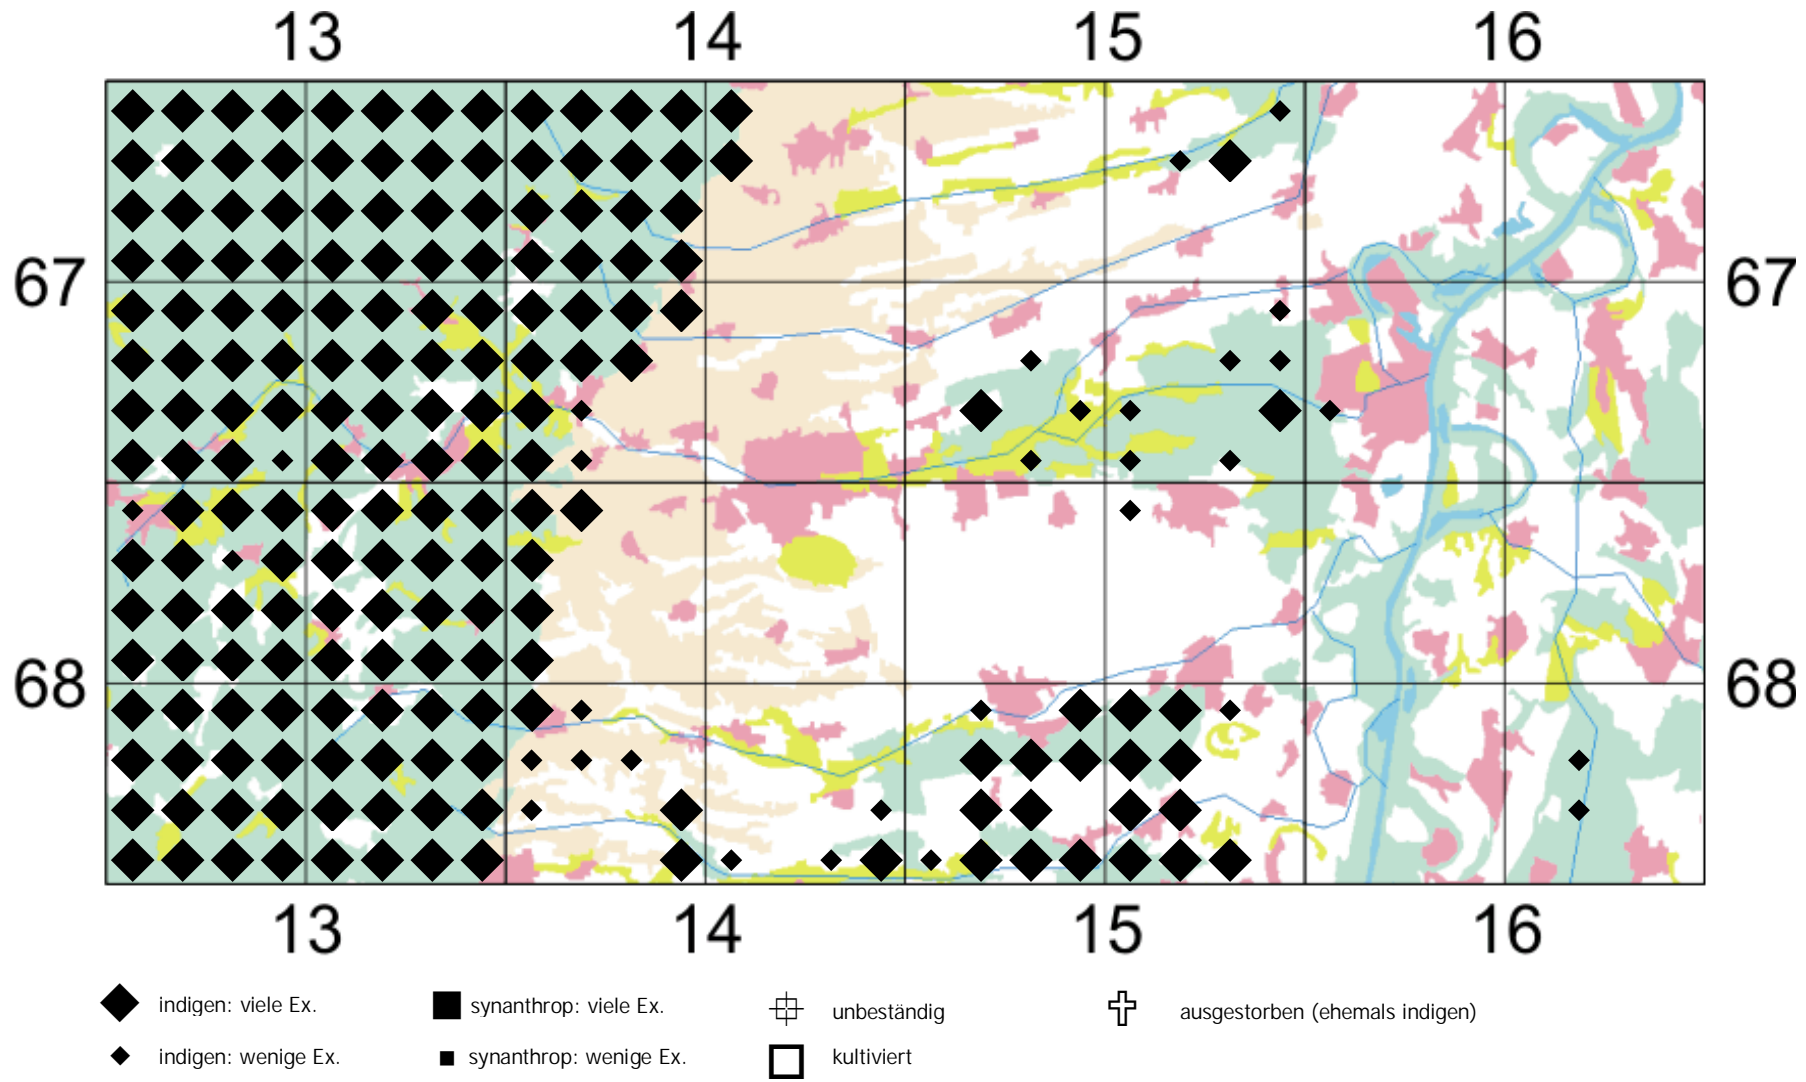 13 14 15 16
67 67
68 68
13 14 15 16
indigen: viele Ex. synanthrop: viele Ex. unbeständig ausgestorben (ehemals indigen)
indigen: wenige Ex. synanthrop: wenige Ex. kultiviert